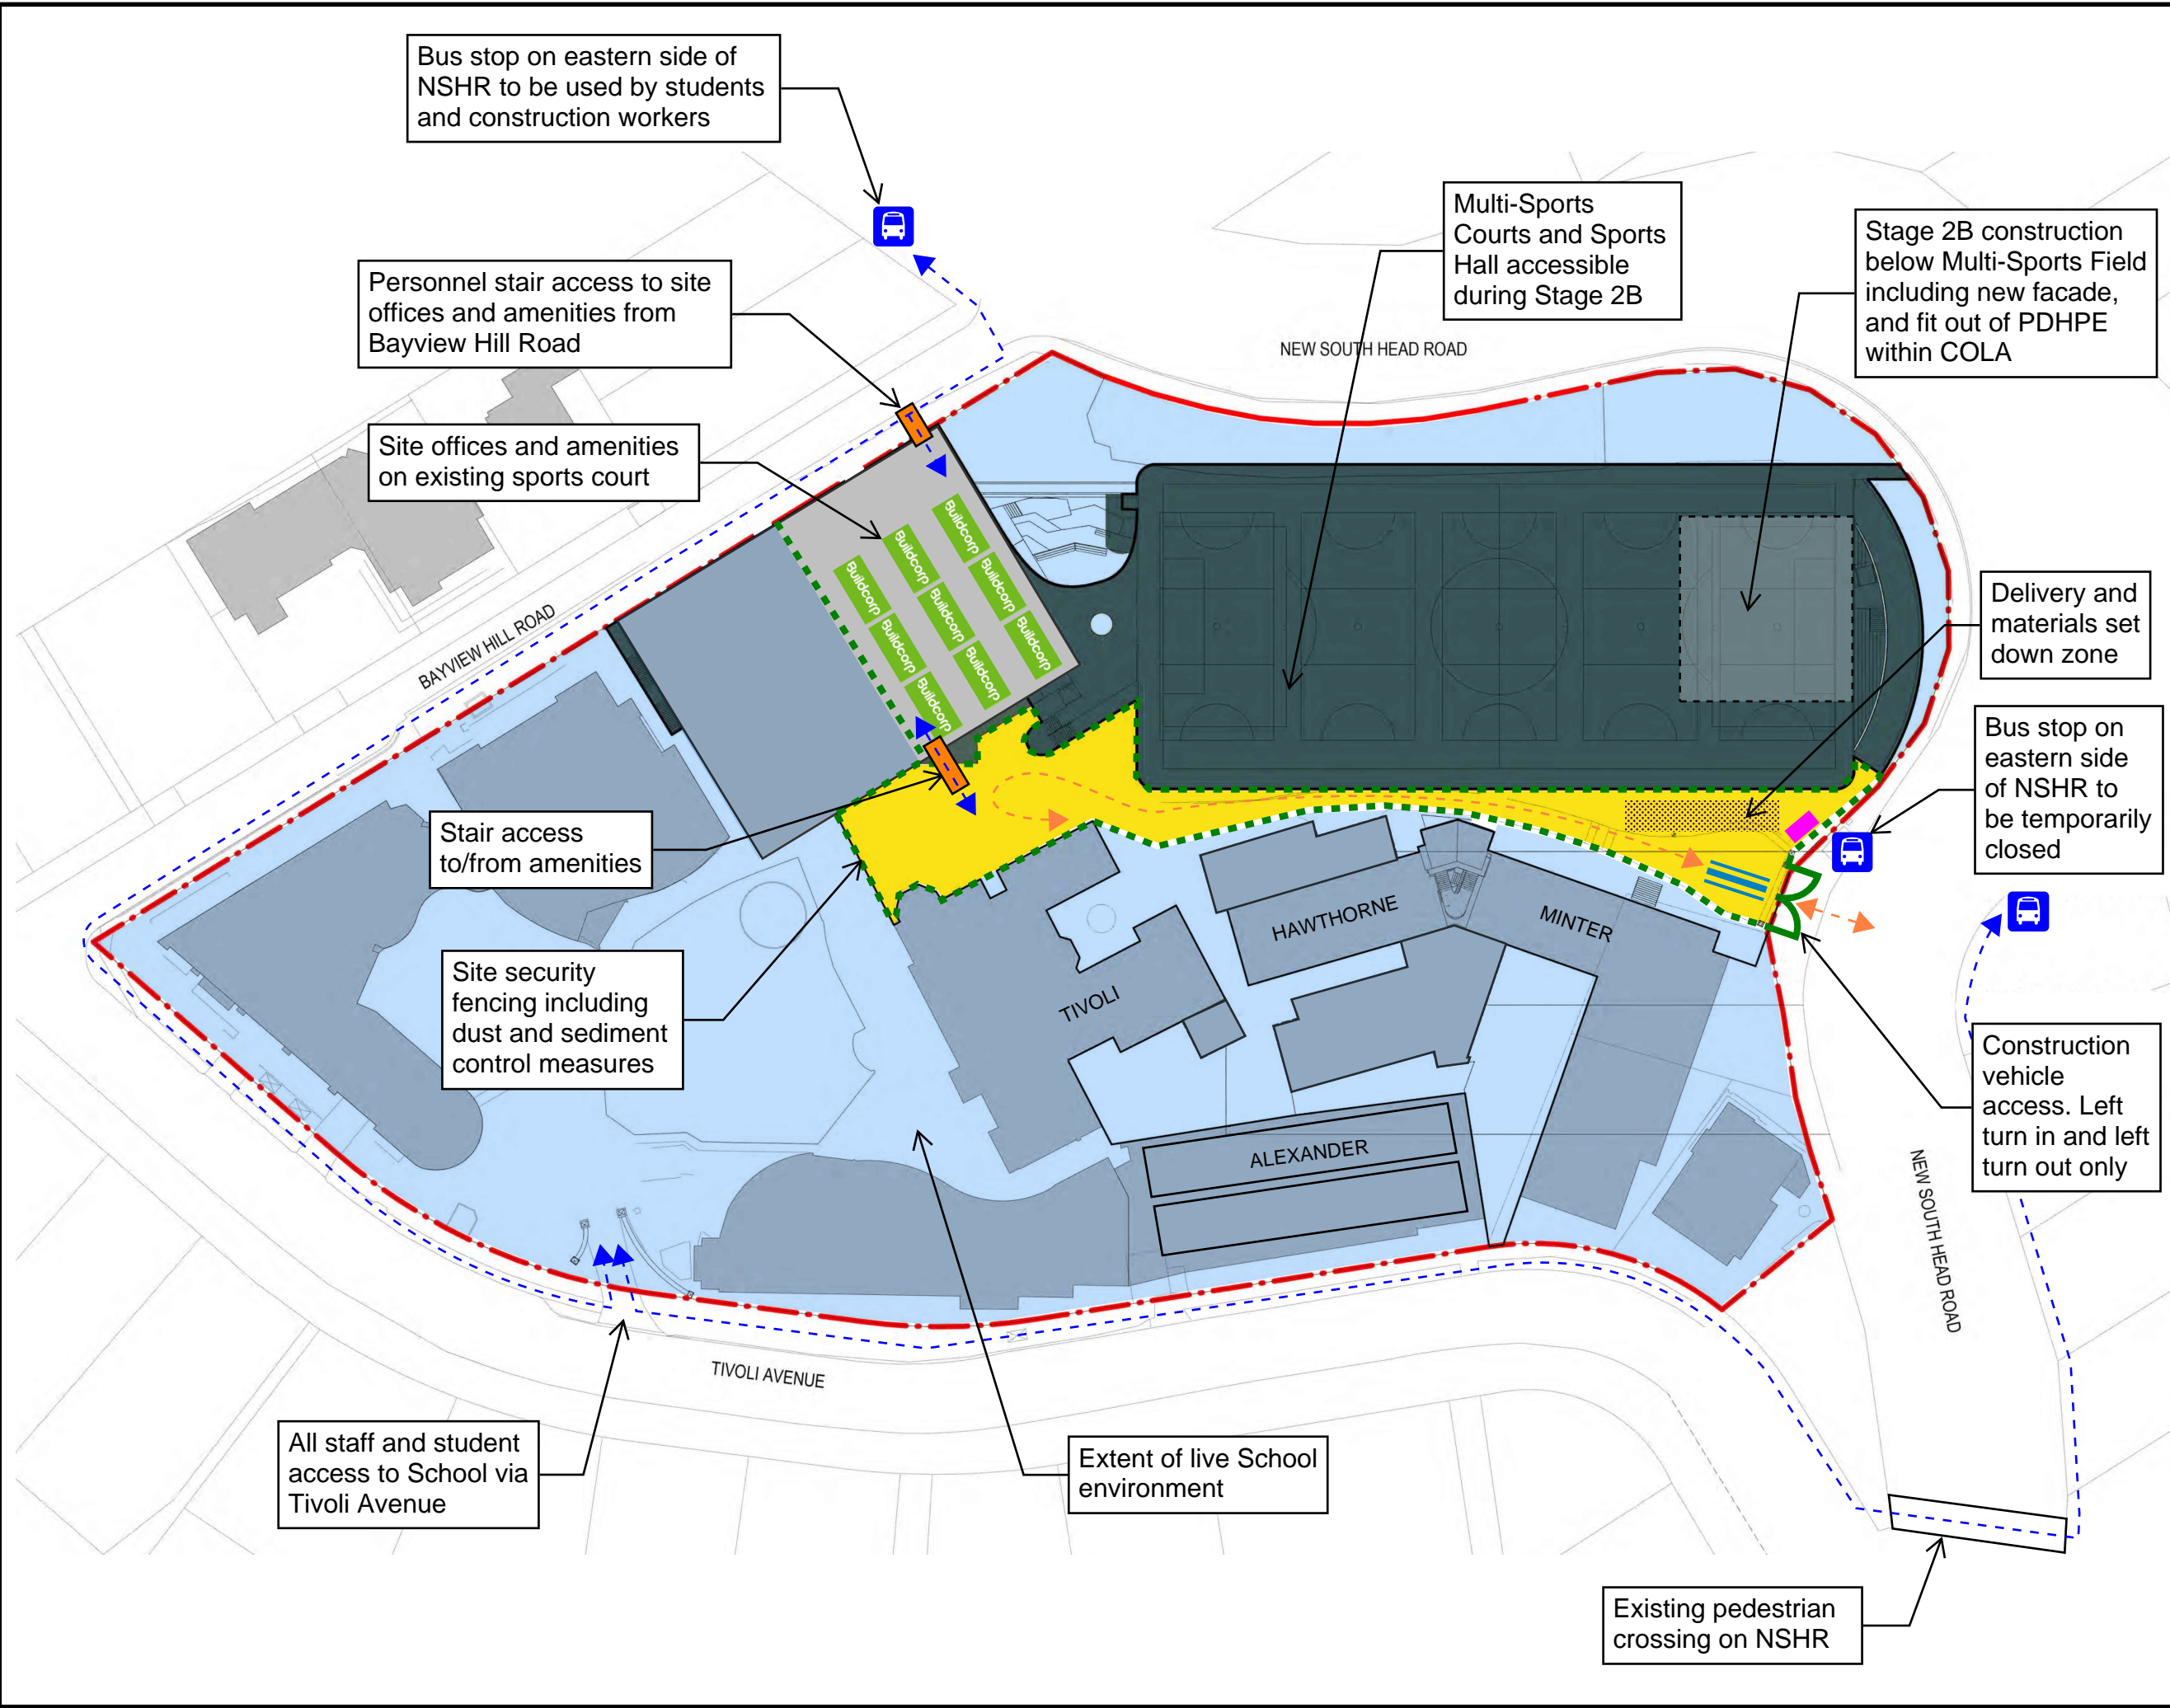 Bus stop on eastern side of
NSHR to be used by students
and construction workers
Multi-Sports
Courts and Sports
Hall accessible
during Stage 2B
Stage 2B construction
below Multi-Sports Field
including new facade,
and fit out of PDHPE
within COLA
Personnel stair access to site
offices and amenities from
Bayview Hill Road
NEW SOUTH HEAD ROAD
Site offices and amenities
on existing sports court
Buildcorp
Buildcorp
Buildcorp
Buildcorp
Buildcorp
Buildcorp
Buildcorp
Buildcorp
Buildcorp
BAYVIEW HILL ROAD
Delivery and
materials set
down zone
Bus stop on
eastern side
of NSHR to
be temporarily
closed
Stair access
to/from amenities
HAWTHORNE
MINTER
TIVOLI
Site security
fencing including
dust and sediment
control measures
Construction
vehicle
access. Left
turn in and left
turn out only
ALEXANDER
NEW SOUTH HEAD ROAD
TIVOLI AVENUE
All staff and student
access to School via
Tivoli Avenue
Extent of live School
environment
Existing pedestrian
crossing on NSHR